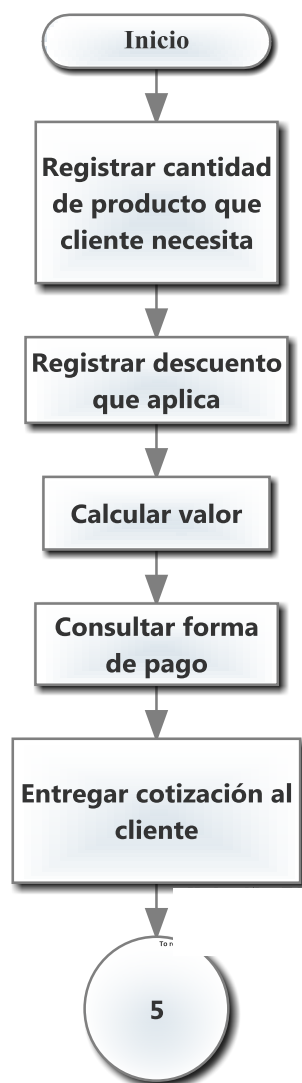 Inicio
Registrar cantidad
de producto que
cliente necesita
Registrar descuento
que aplica
Calcular valor
Consultar forma
de pago
Entregar cotización al
cliente
5